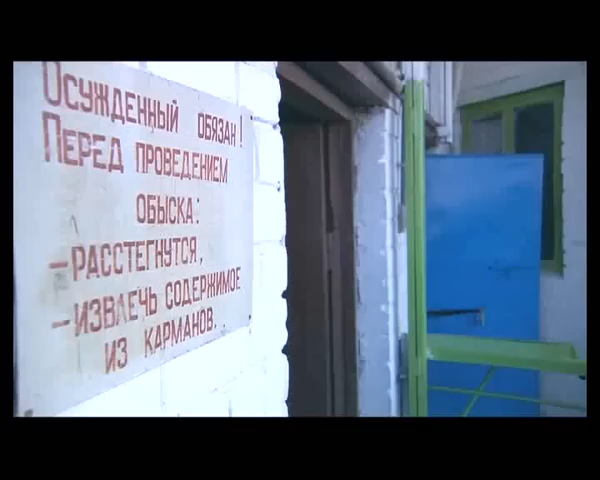 Осужденный обязан!
Перед проведением
обыска:
-расстегнутся,
-извлечь содержимое
из карманов.